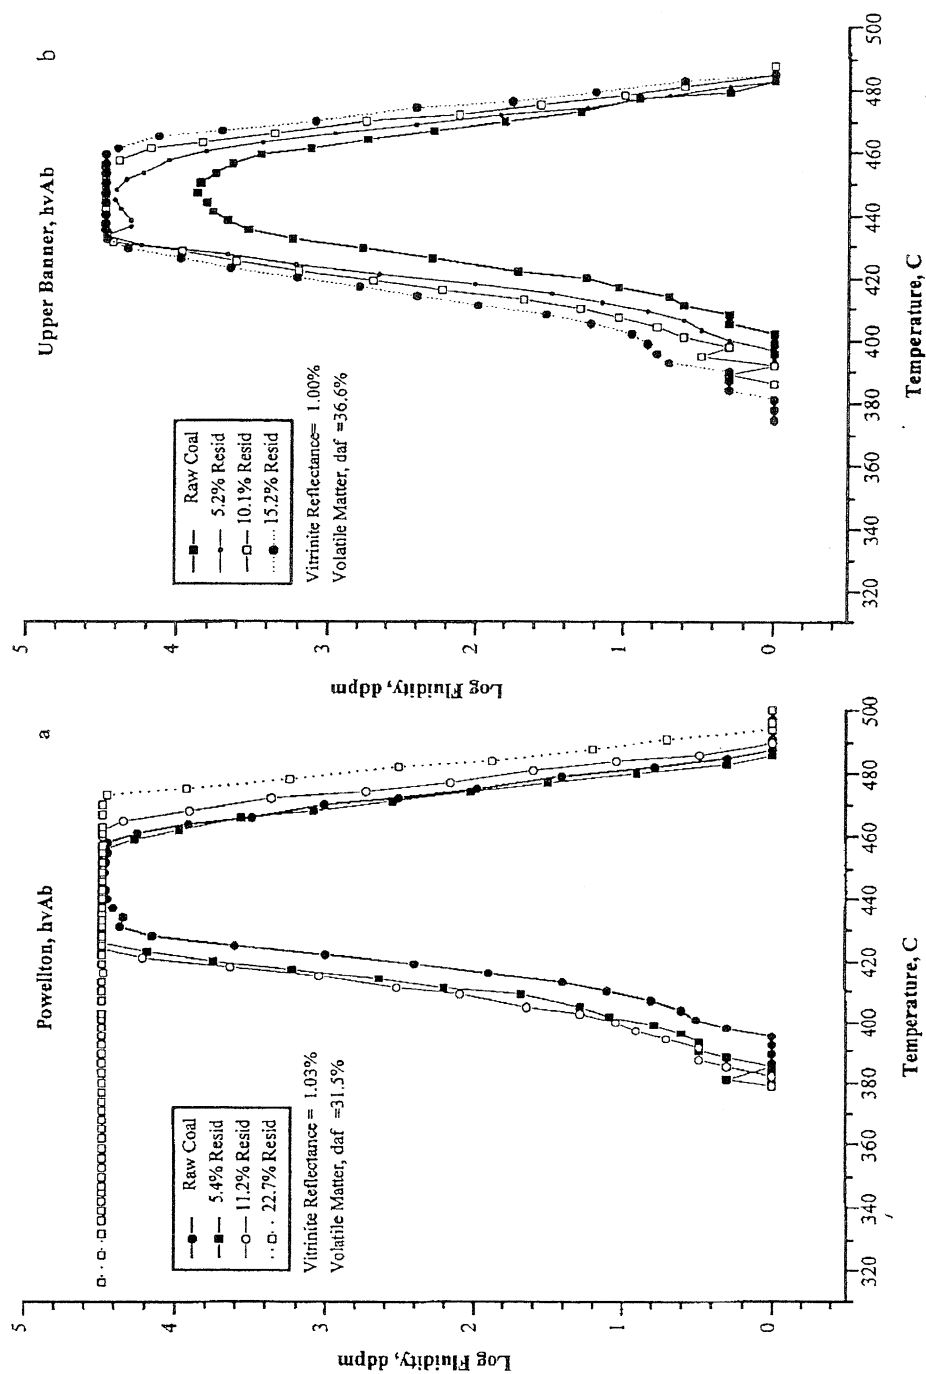 Powellton, hvAb
a
Log Fluidity, ddpm
5
4
3
2
1
0
Raw Coal
5.4% Resid
11.2% Resid
22.7% Resid
Vitrinite Reflectance = 1.03%
Volatile Matter, daf =31.5%
320
340
360
380
400
420
440
460
480
500
Temperature, C
Upper Banner, hvAb
b
Log Fluidity, ddpm
5
4
3
2
1
0
Raw Coal
5.2% Resid
10.1% Resid
15.2% Resid
Vitrinite Reflectance= 1.00%
Volatile Matter, daf =36.6%
320
340
360
380
400
420
440
460
480
500
Temperature, C